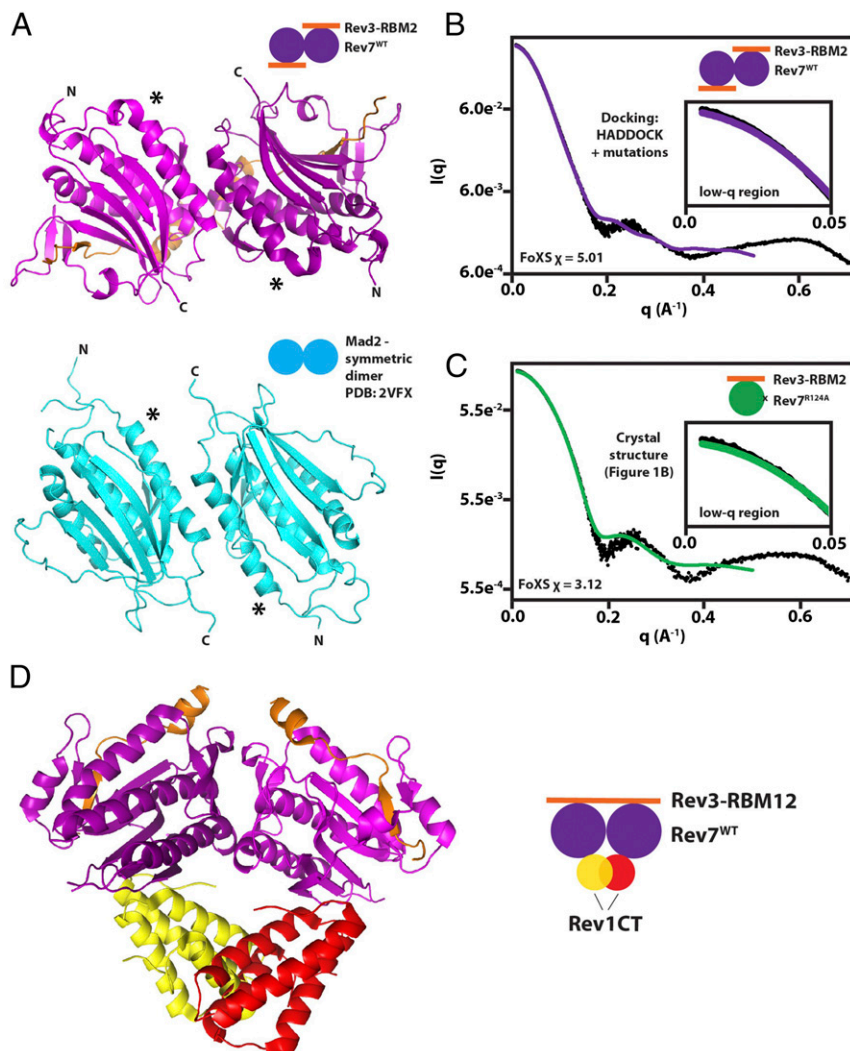 A
Rev3-RBM2
Rev7WT
N
*
C
*
C
N
Mad2 -
symmetric
dimer
PDB: 2VFX
N
*
C
C
*
N
B
Rev3-RBM2
Rev7WT
Docking:
HADDOCK
+ mutations
low-q region
0.0
0.05
6.0e-2
6.0e-3
6.0e-4
I(q)
FoXS χ = 5.01
0.0
0.2
0.4
0.6
q (A-1)
C
Rev3-RBM2
x
Rev7R124A
Crystal
structure
(Figure 1B)
low-q region
0.0
0.05
5.5e-2
5.5e-3
5.5e-4
I(q)
FoXS χ = 3.12
0.0
0.2
0.4
0.6
q (A-1)
D
Rev3-RBM12
Rev7WT
Rev1CT